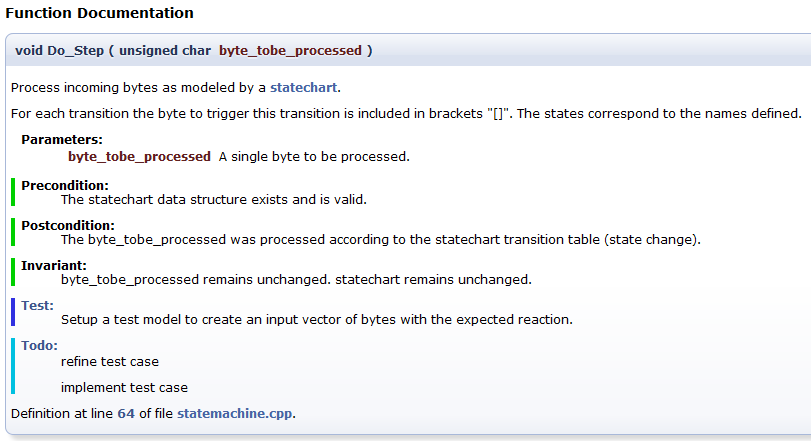 Function Documentation
void Do_Step ( unsigned char byte_tobe_processed )
Process incoming bytes as modeled by a statechart.
For each transition the byte to trigger this transition is included in brackets "[]". The states correspond to the names defined.
Parameters:
byte_tobe_processed A single byte to be processed.
Precondition:
The statechart data structure exists and is valid.
Postcondition:
The byte_tobe_processed was processed according to the statechart transition table (state change).
Invariant:
byte_tobe_processed remains unchanged. statechart remains unchanged.
Test:
Setup a test model to create an input vector of bytes with the expected reaction.
Todo:
refine test case
implement test case
Definition at line 64 of file statemachine.cpp.